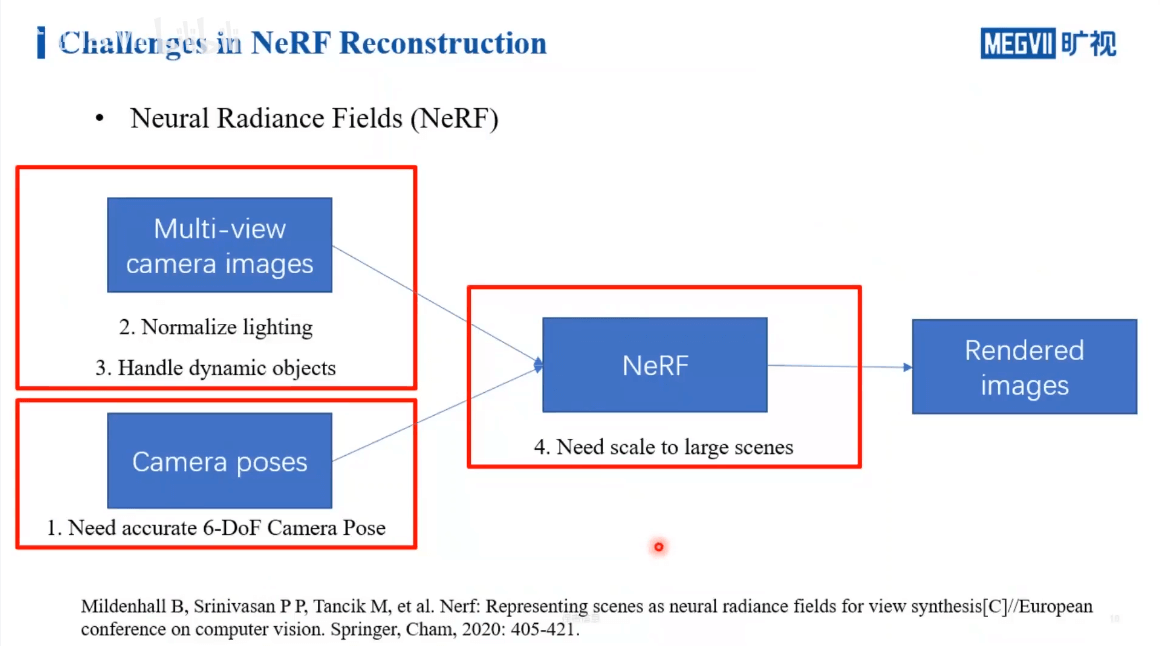 Challenges in NeRF Reconstruction
MEGVII 旷视
• Neural Radiance Fields (NeRF)
Multi-view
camera images
2. Normalize lighting
3. Handle dynamic objects
Camera poses
1. Need accurate 6-DoF Camera Pose
NeRF
4. Need scale to large scenes
Rendered
images
Mildenhall B, Srinivasan P P, Tancik M, et al. Nerf: Representing scenes as neural radiance fields for view synthesis[C]//European
conference on computer vision. Springer, Cham, 2020: 405-421.